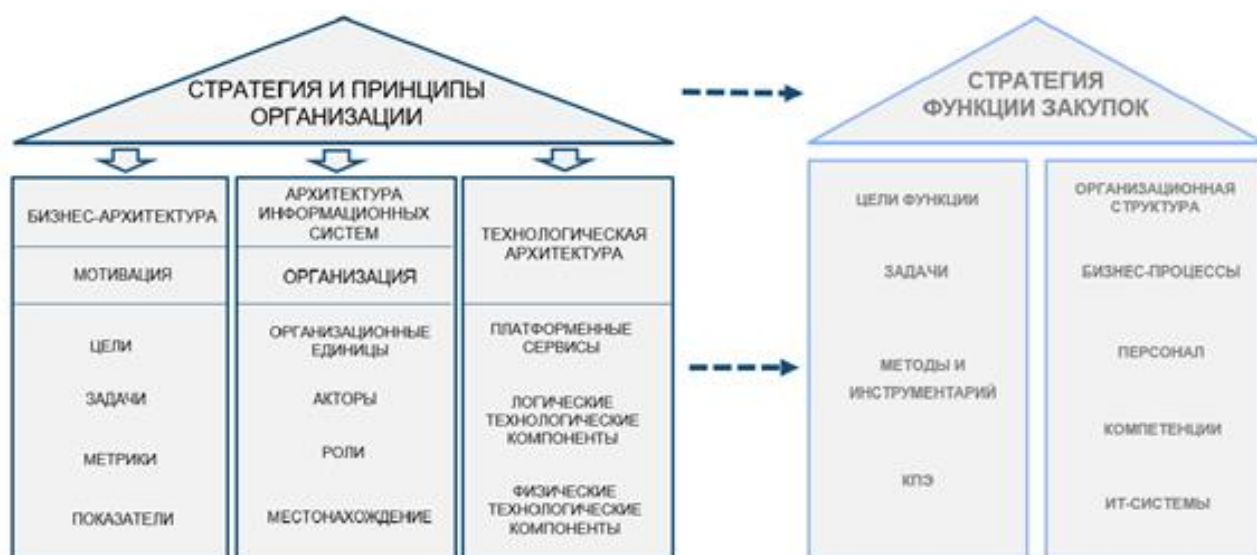 СТРАТЕГИЯ И ПРИНЦИПЫ
ОРГАНИЗАЦИИ
БИЗНЕС-АРХИТЕКТУРА
МОТИВАЦИЯ
ЦЕЛИ
ЗАДАЧИ
МЕТРИКИ
ПОКАЗАТЕЛИ
АРХИТЕКТУРА
ИНФОРМАЦИОННЫХ
СИСТЕМ
ОРГАНИЗАЦИЯ
ОРГАНИЗАЦИОННЫЕ
ЕДИНИЦЫ
АКТОРЫ
РОЛИ
МЕСТОНАХОЖДЕНИЕ
ТЕХНОЛОГИЧЕСКАЯ
АРХИТЕКТУРА
ПЛАТФОРМЕННЫЕ
СЕРВИСЫ
ЛОГИЧЕСКИЕ
ТЕХНОЛОГИЧЕСКИЕ
КОМПОНЕНТЫ
ФИЗИЧЕСКИЕ
ТЕХНОЛОГИЧЕСКИЕ
КОМПОНЕНТЫ
СТРАТЕГИЯ
ФУНКЦИИ ЗАКУПОК
ЦЕЛИ ФУНКЦИИ
ЗАДАЧИ
МЕТОДЫ И
ИНСТРУМЕНТАРИЙ
КПЭ
ОРГАНИЗАЦИОННАЯ
СТРУКТУРА
БИЗНЕС-ПРОЦЕССЫ
ПЕРСОНАЛ
КОМПЕТЕНЦИИ
ИТ-СИСТЕМЫ